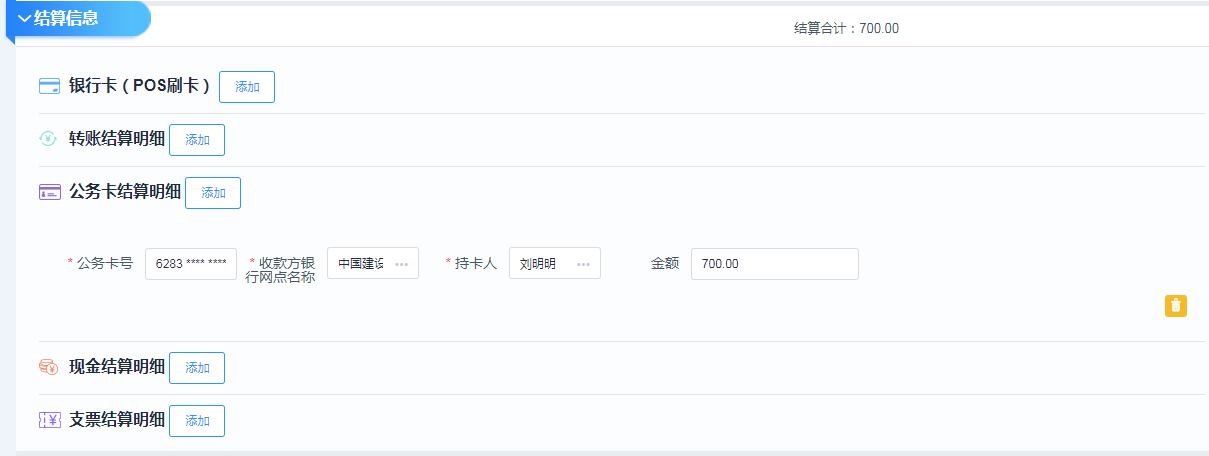 结算信息
结算合计：700.00
银行卡（POS刷卡） 添加
转账结算明细 添加
公务卡结算明细 添加
* 公务卡号 6283 **** **** * 收款方银行网点名称 中国建设 ··· * 持卡人 刘明明 ··· 金额 700.00
现金结算明细 添加
支票结算明细 添加